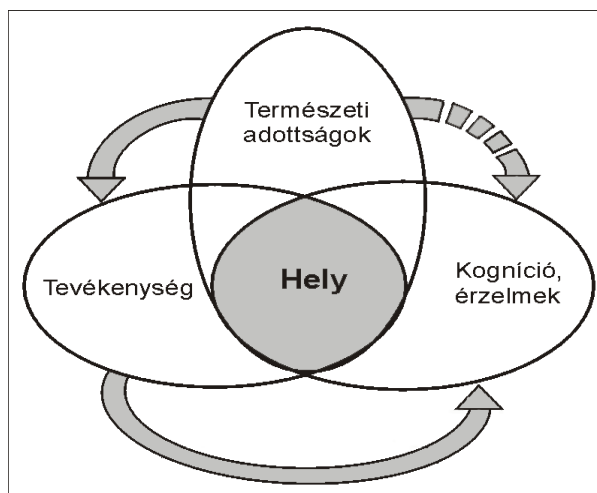 Természeti
adottságok
Tevékenység
Hely
Kogníció,
érzelmek